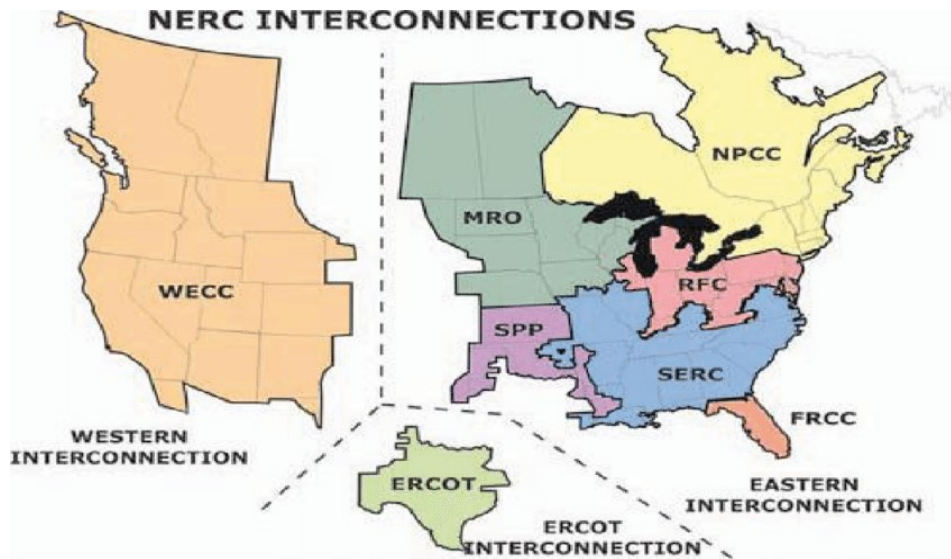 NERC INTERCONNECTIONS
NPCC
MRO
WECC
RFC
SPP
SERC
FRCC
WESTERN
INTERCONNECTION
ERCOT
EASTERN
INTERCONNECTION
ERCOT
INTERCONNECTION